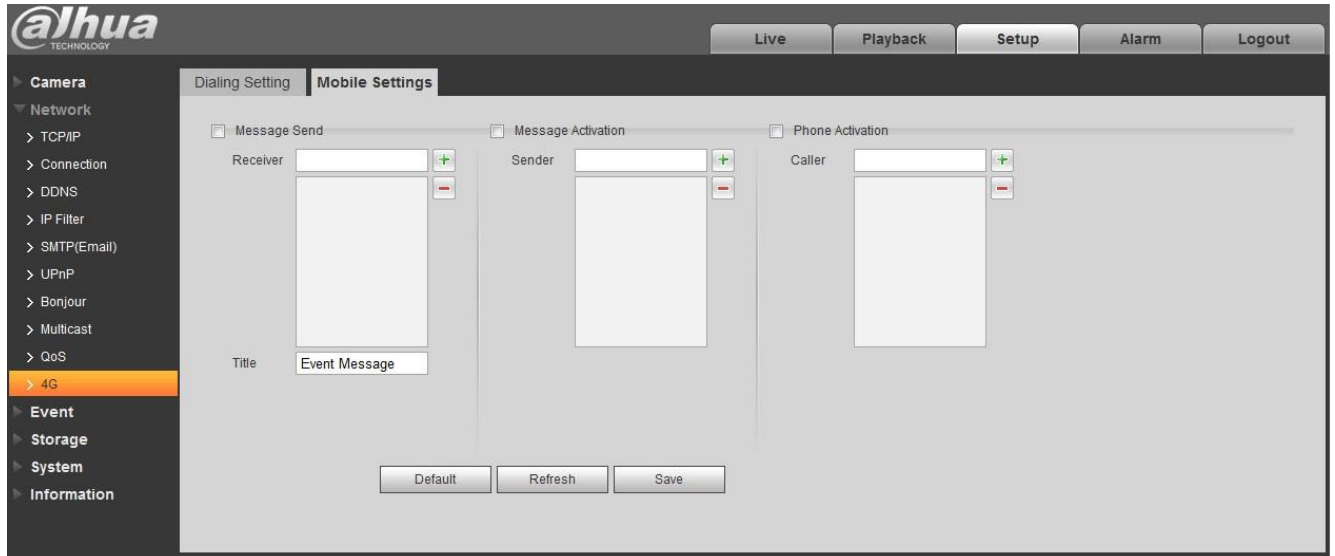 alhua
TECHNOLOGY
Live Playback Setup Alarm Logout
Camera
Network
TCP/IP
Connection
DDNS
IP Filter
SMTP(Email)
UPnP
Bonjour
Multicast
QoS
4G
Event
Storage
System
Information
Dialing Setting Mobile Settings
Message Send Message Activation Phone Activation
Receiver Sender Caller
Title Event Message
Default Refresh Save